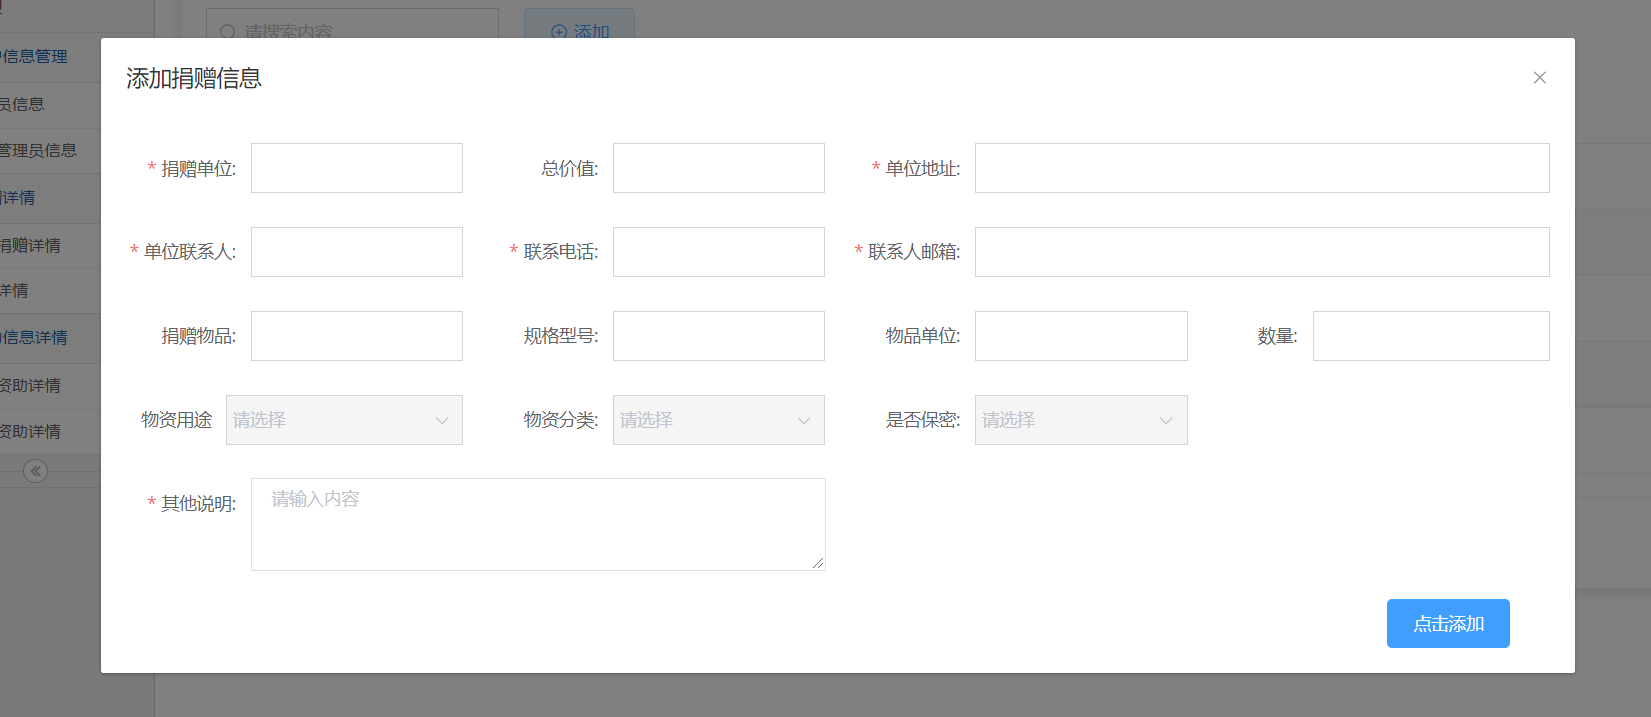 请搜索内容
添加
信息管理
员信息
管理员信息
详情
捐赠详情
详情
信息详情
资助详情
资助详情
添加捐赠信息
* 捐赠单位:
总价值:
* 单位地址:
* 单位联系人:
* 联系电话:
* 联系人邮箱:
捐赠物品:
规格型号:
物品单位:
数量:
物资用途 请选择
物资分类: 请选择
是否保密: 请选择
* 其他说明: 请输入内容
点击添加